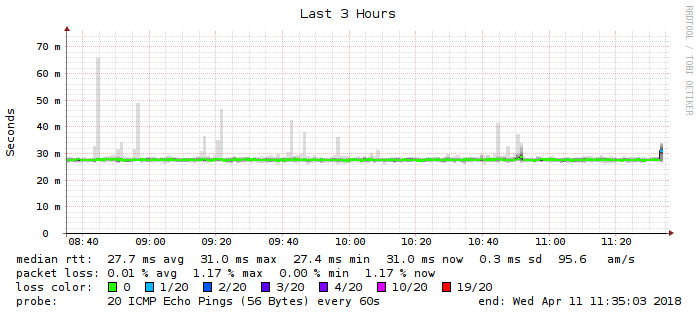 Last 3 Hours
RRDTOOL / TOBI OETIKER
Seconds
70 m
60 m
50 m
40 m
30 m
20 m
10 m
0
08:40 09:00 09:20 09:40 10:00 10:20 10:40 11:00 11:20
median rtt: 27.7 ms avg 31.0 ms max 27.4 ms min 31.0 ms now 0.3 ms sd 95.6 am/s
packet loss: 0.01 % avg 1.17 % max 0.00 % min 1.17 % now
loss color: 0 1/20 2/20 3/20 4/20 10/20 19/20
probe: 20 ICMP Echo Pings (56 Bytes) every 60s end: Wed Apr 11 11:35:03 2018